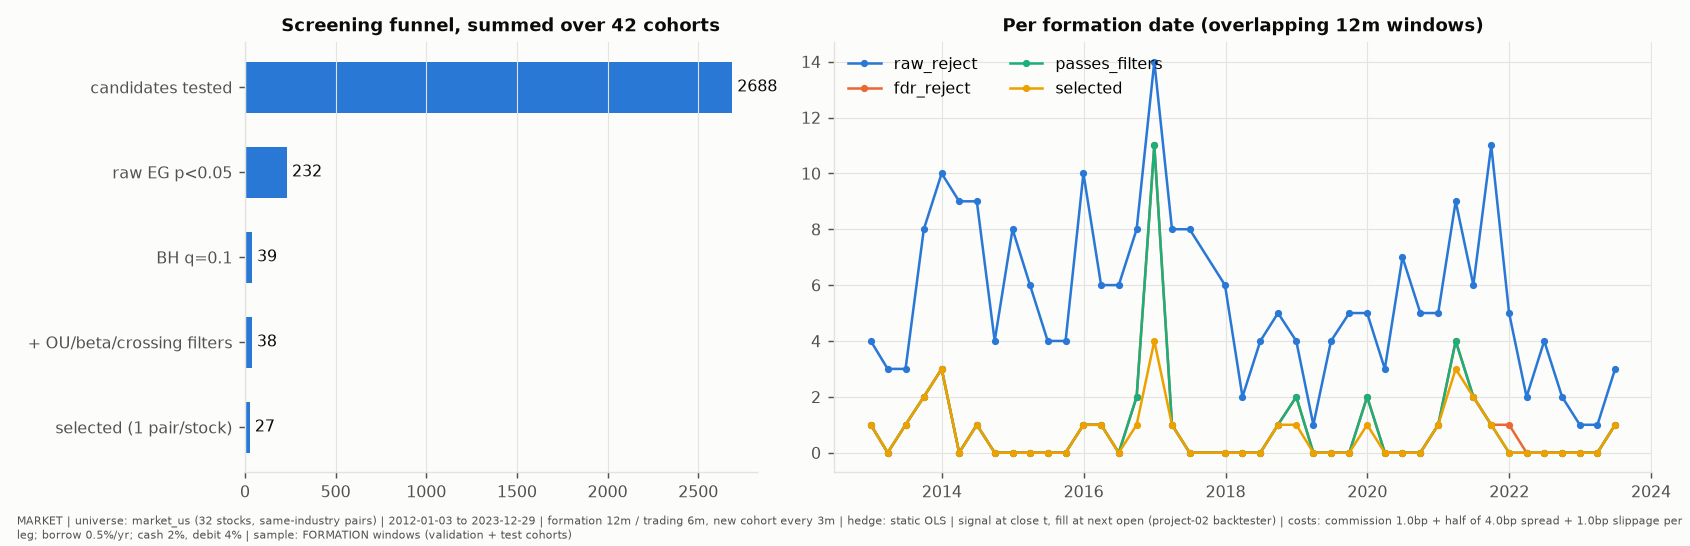 Screening funnel, summed over 42 cohorts
candidates tested
2688
raw EG p<0.05
232
BH q=0.1
39
+ OU/beta/crossing filters
38
selected (1 pair/stock)
27
0
500
1000
1500
2000
2500
Per formation date (overlapping 12m windows)
raw_reject
fdr_reject
passes_filters
selected
14
12
10
8
6
4
2
0
2014
2016
2018
2020
2022
2024
MARKET | universe: market_us (32 stocks, same-industry pairs) | 2012-01-03 to 2023-12-29 | formation 12m / trading 6m, new cohort every 3m | hedge: static OLS | signal at close t, fill at next open (project-02 backtester) | costs: commission 1.0bp + half of 4.0bp spread + 1.0bp slippage per
leg; borrow 0.5%/yr; cash 2%, debit 4% | sample: FORMATION windows (validation + test cohorts)